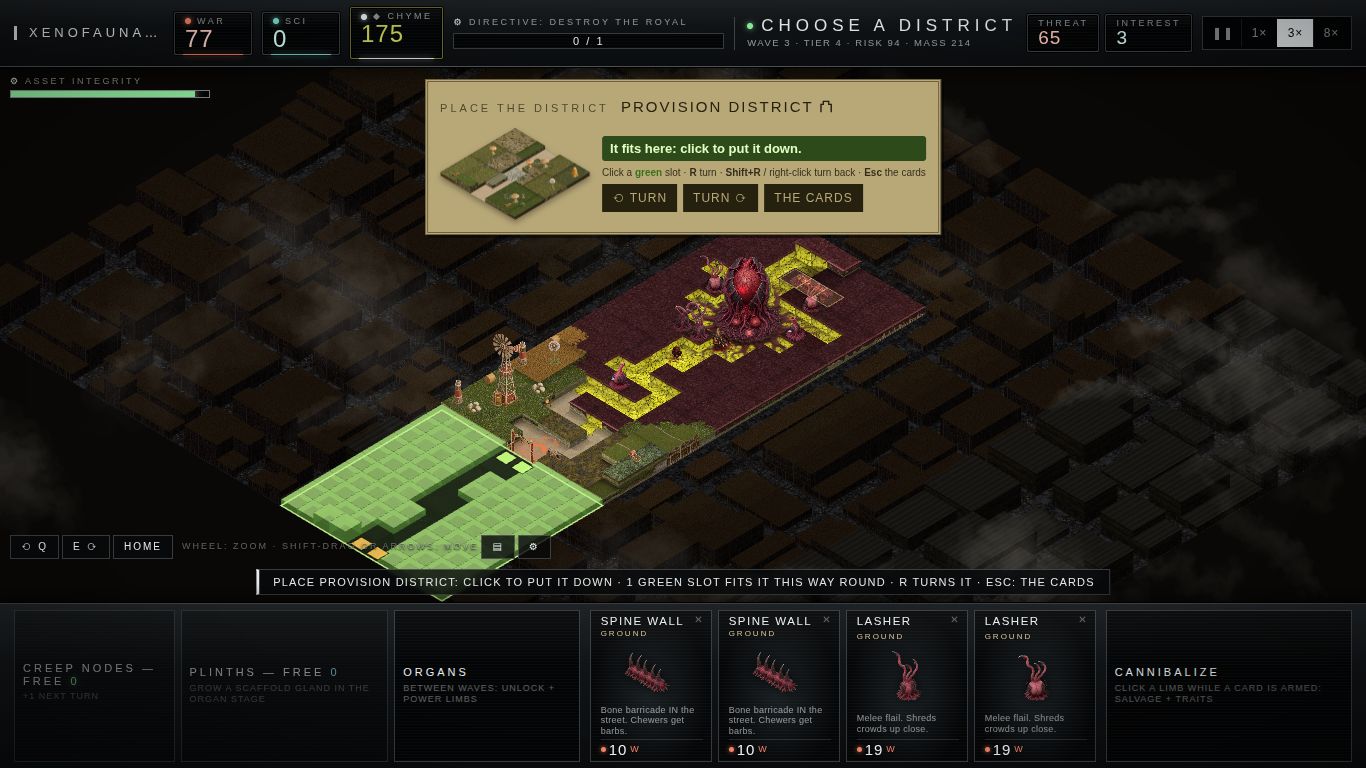 XENOFAUNA…
WAR
77
SCI
0
CHYME
175
DIRECTIVE: DESTROY THE ROYAL
0 / 1
CHOOSE A DISTRICT
WAVE 3 · TIER 4 · RISK 94 · MASS 214
THREAT
65
INTEREST
3
1×
3×
8×
ASSET INTEGRITY
PLACE THE DISTRICT PROVISION DISTRICT
It fits here: click to put it down.
Click a green slot · R turn · Shift+R / right-click turn back · Esc the cards
TURN
TURN
THE CARDS
Q
E
HOME
WHEEL: ZOOM · SHIFT-DRAG OR ARROWS: MOVE
PLACE PROVISION DISTRICT: CLICK TO PUT IT DOWN · 1 GREEN SLOT FITS IT THIS WAY ROUND · R TURNS IT · ESC: THE CARDS
CREEP NODES —
FREE 0
+1 NEXT TURN
PLINTHS — FREE 0
GROW A SCAFFOLD GLAND IN THE
ORGAN STAGE
ORGANS
BETWEEN WAVES: UNLOCK +
POWER LIMBS
SPINE WALL ×
GROUND
Bone barricade IN the
street. Chewers get
barbs.
10 W
SPINE WALL ×
GROUND
Bone barricade IN the
street. Chewers get
barbs.
10 W
LASHER ×
GROUND
Melee flail. Shreds
crowds up close.
19 W
LASHER ×
GROUND
Melee flail. Shreds
crowds up close.
19 W
CANNIBALIZE
CLICK A LIMB WHILE A CARD IS ARMED:
SALVAGE + TRAITS